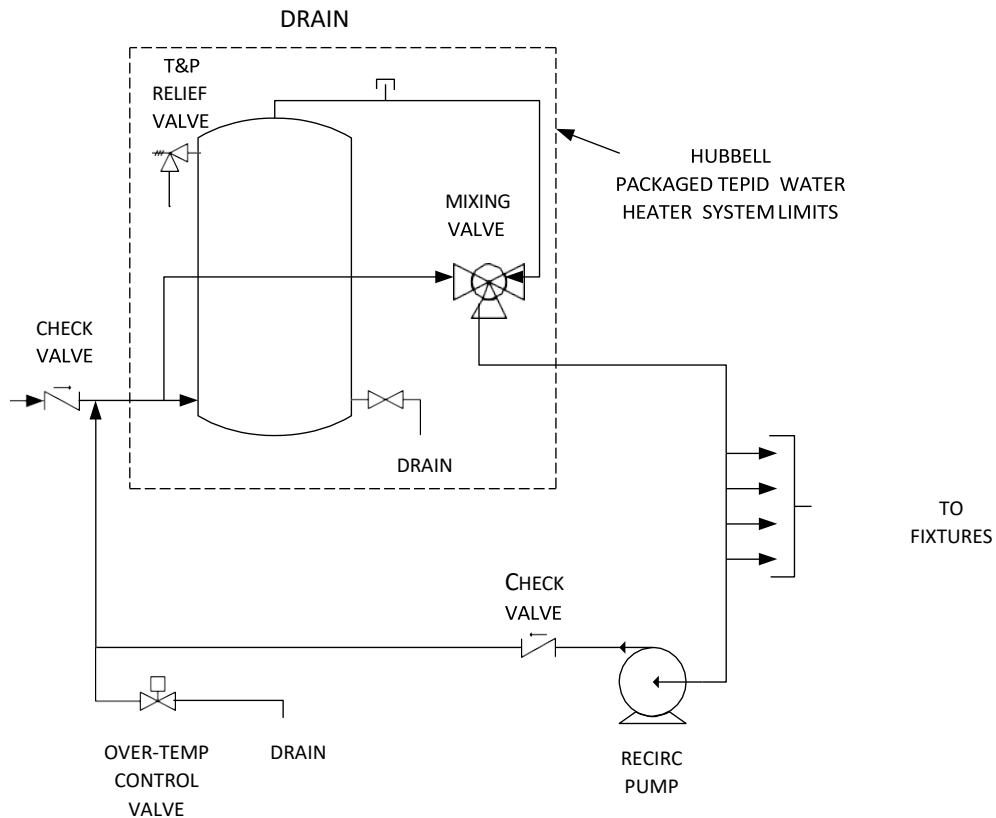 DRAIN
T&P
RELIEF
VALVE
HUBBELL
PACKAGED TEPID WATER
HEATER SYSTEM LIMITS
MIXING
VALVE
CHECK
VALVE
DRAIN
TO
FIXTURES
CHECK
VALVE
OVER-TEMP
CONTROL
VALVE
DRAIN
RECIRC
PUMP